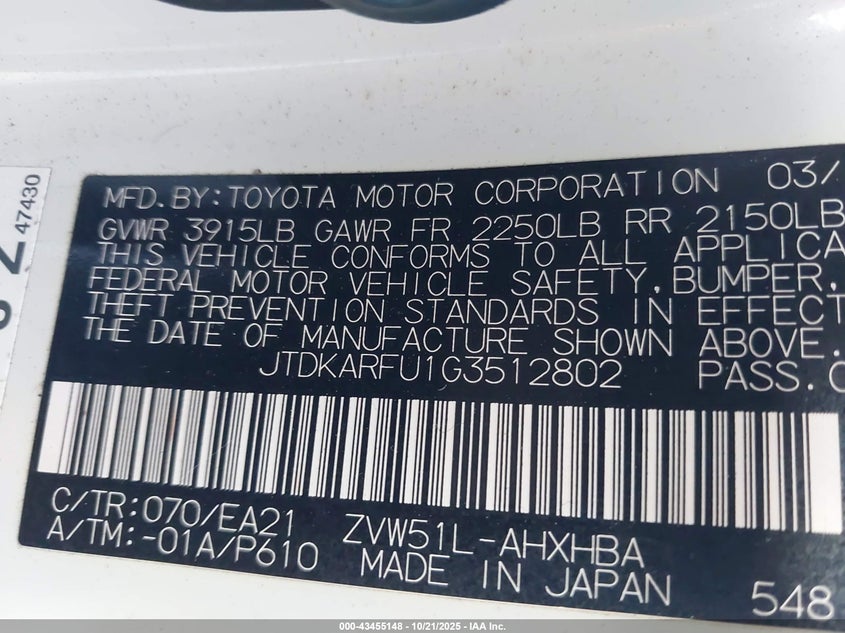 MFD. BY: TOYOTA MOTOR CORPORATION 03/
GVWR 3915LB GAWR FR 2250LB RR 2150LB
THIS VEHICLE CONFORMS TO ALL APPLICA
FEDERAL MOTOR VEHICLE SAFETY, BUMPER,
THEFT PREVENTION STANDARDS IN EFFECT
THE DATE OF MANUFACTURE SHOWN ABOVE.
JTDKARFU1G3512802 PASS.
C/TR:070/EA21 ZVW51L-AHXHBA
A/TM:-01A/P610 MADE IN JAPAN 548
47430
000-43455148 - 10/21/2025 - IAA Inc.